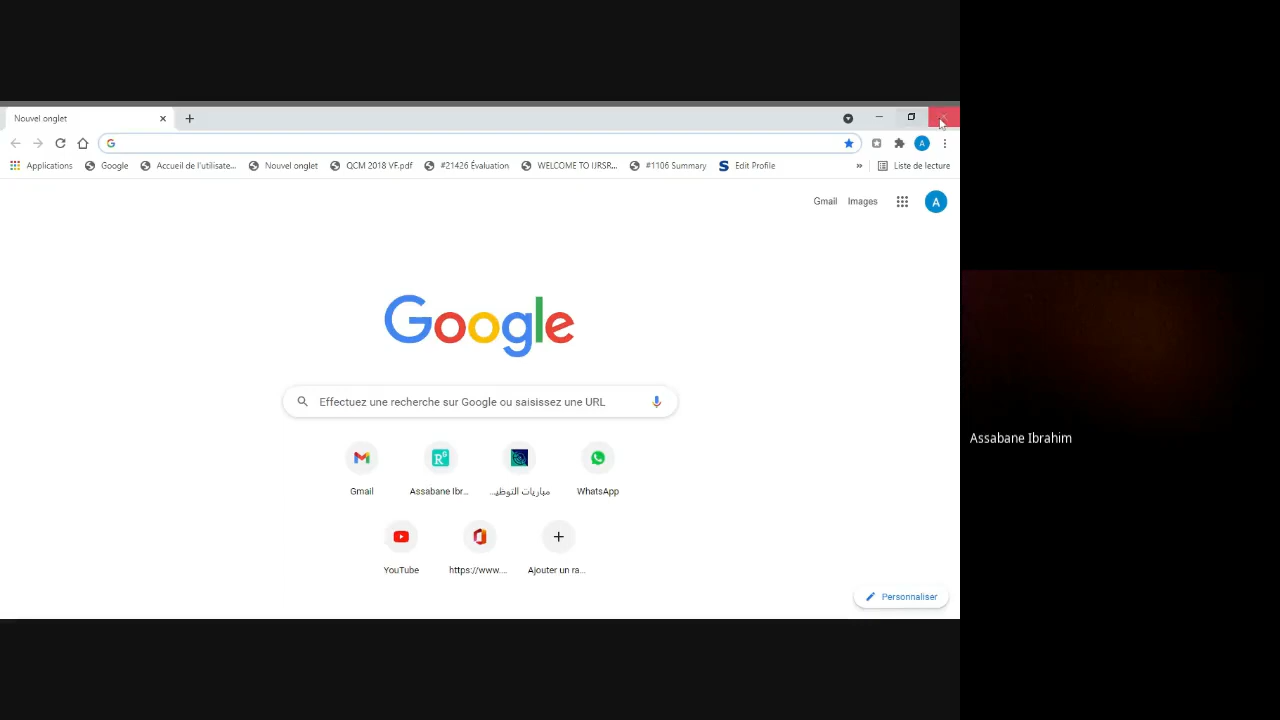 Nouvel onglet
Applications Google Accueil de l'utilisate... Nouvel onglet QCM 2018 VF.pdf #21426 Évaluation WELCOME TO IJRSR... #1106 Summary Edit Profile » Liste de lecture
Gmail Images A
Google
Effectuez une recherche sur Google ou saisissez une URL
Gmail Assabane Ibr... مباريات التوظيـ... WhatsApp
YouTube https://www.... Ajouter un ra...
Personnaliser
Assabane Ibrahim